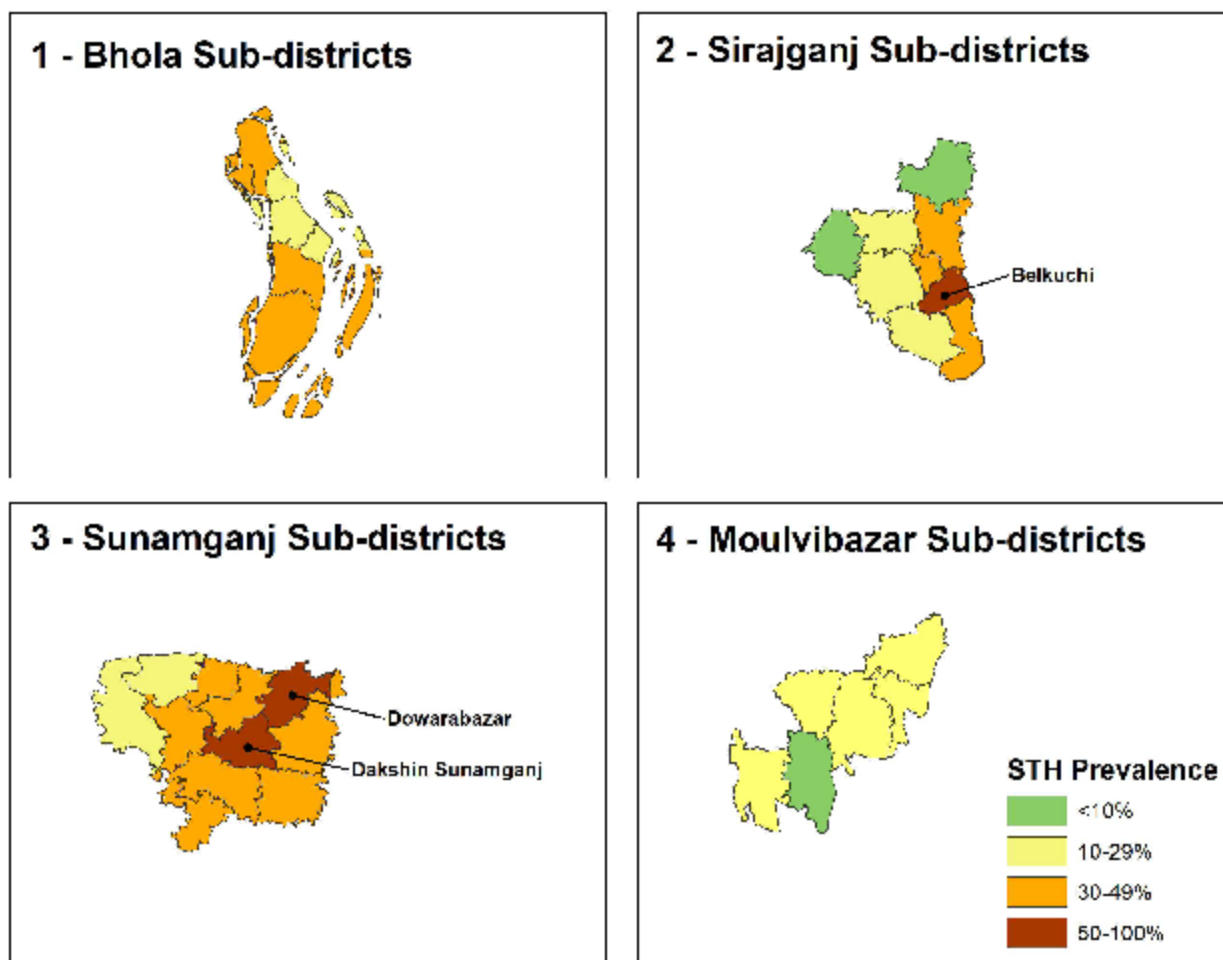 1 - Bhola Sub-districts
2 - Sirajganj Sub-districts
Belkuchi
3 - Sunamganj Sub-districts
Dowarabazar
Dakshin Sunamganj
4 - Moulvibazar Sub-districts
STH Prevalence
<10%
10-29%
30-49%
50-100%